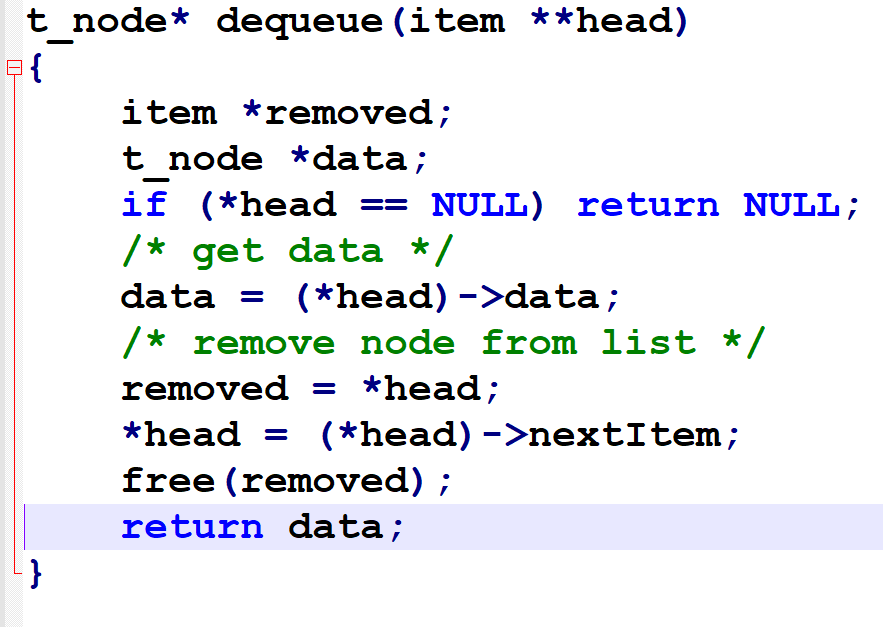 t_node* dequeue(item **head)
{
item *removed;
t_node *data;
if (*head == NULL) return NULL;
/* get data */
data = (*head)->data;
/* remove node from list */
removed = *head;
*head = (*head)->nextItem;
free(removed);
return data;
}